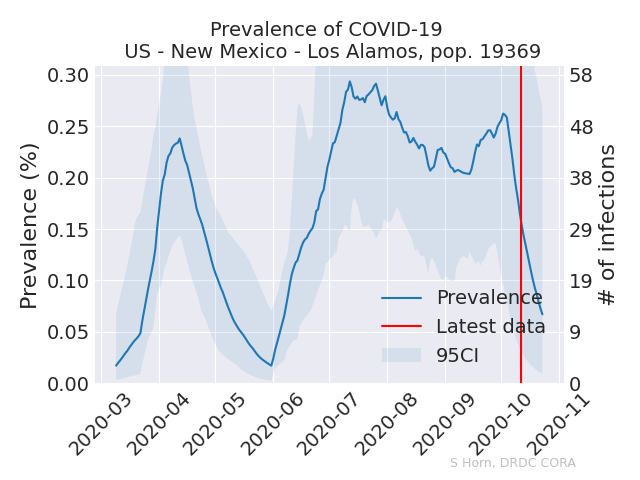 Prevalence of COVID-19
US - New Mexico - Los Alamos, pop. 19369
Prevalence (%)
0.30
0.25
0.20
0.15
0.10
0.05
0.00
58
48
38
29
19
9
0
# of infections
Prevalence
Latest data
95CI
2020-03
2020-04
2020-05
2020-06
2020-07
2020-08
2020-09
2020-10
2020-11
S Horn, DRDC CORA